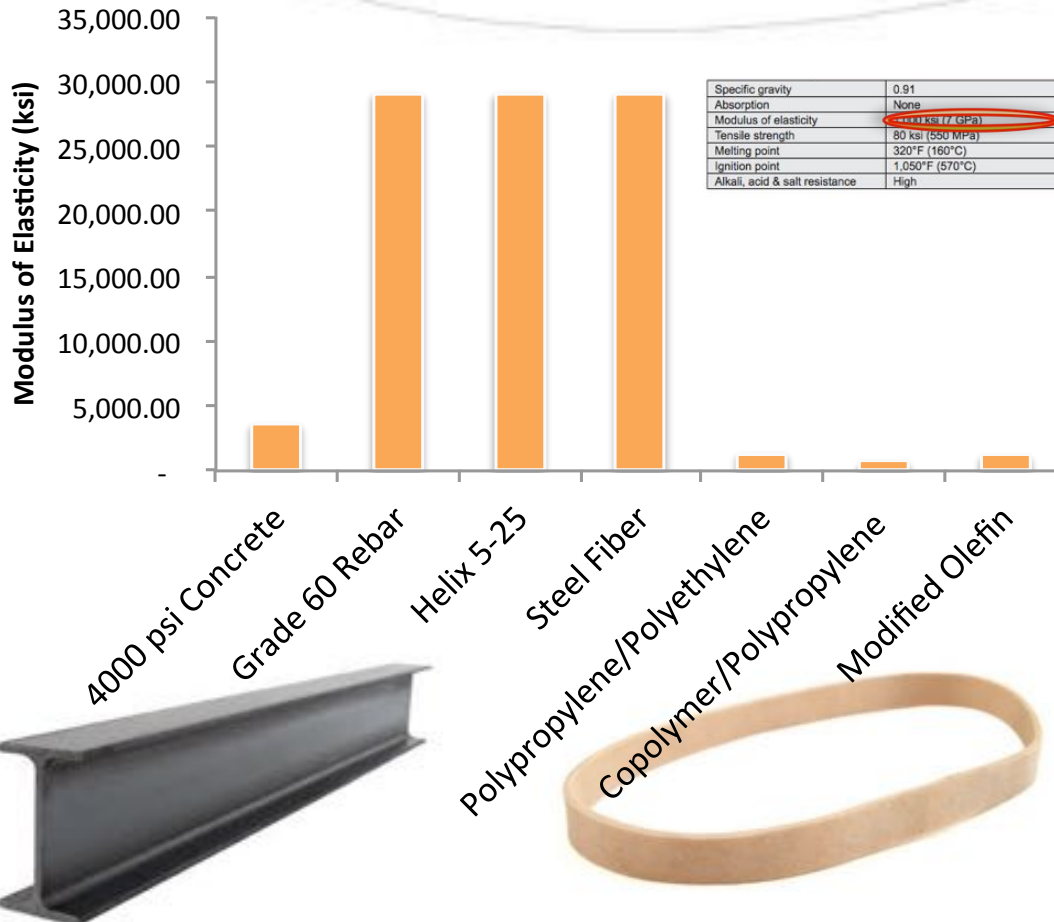 35,000.00
30,000.00
25,000.00
20,000.00
15,000.00
10,000.00
5,000.00
-
Modulus of Elasticity (ksi)
Specific gravity 0.91
Absorption None
Modulus of elasticity ksi (7 GPa)
Tensile strength 80 ksi (550 MPa)
Melting point 320°F (160°C)
Ignition point 1,050°F (570°C)
Alkali, acid & salt resistance High
4000 psi Concrete
Grade 60 Rebar
Helix 5-25
Steel Fiber
Polypropylene/Polyethylene
Copolymer/Polypropylene
Modified Olefin